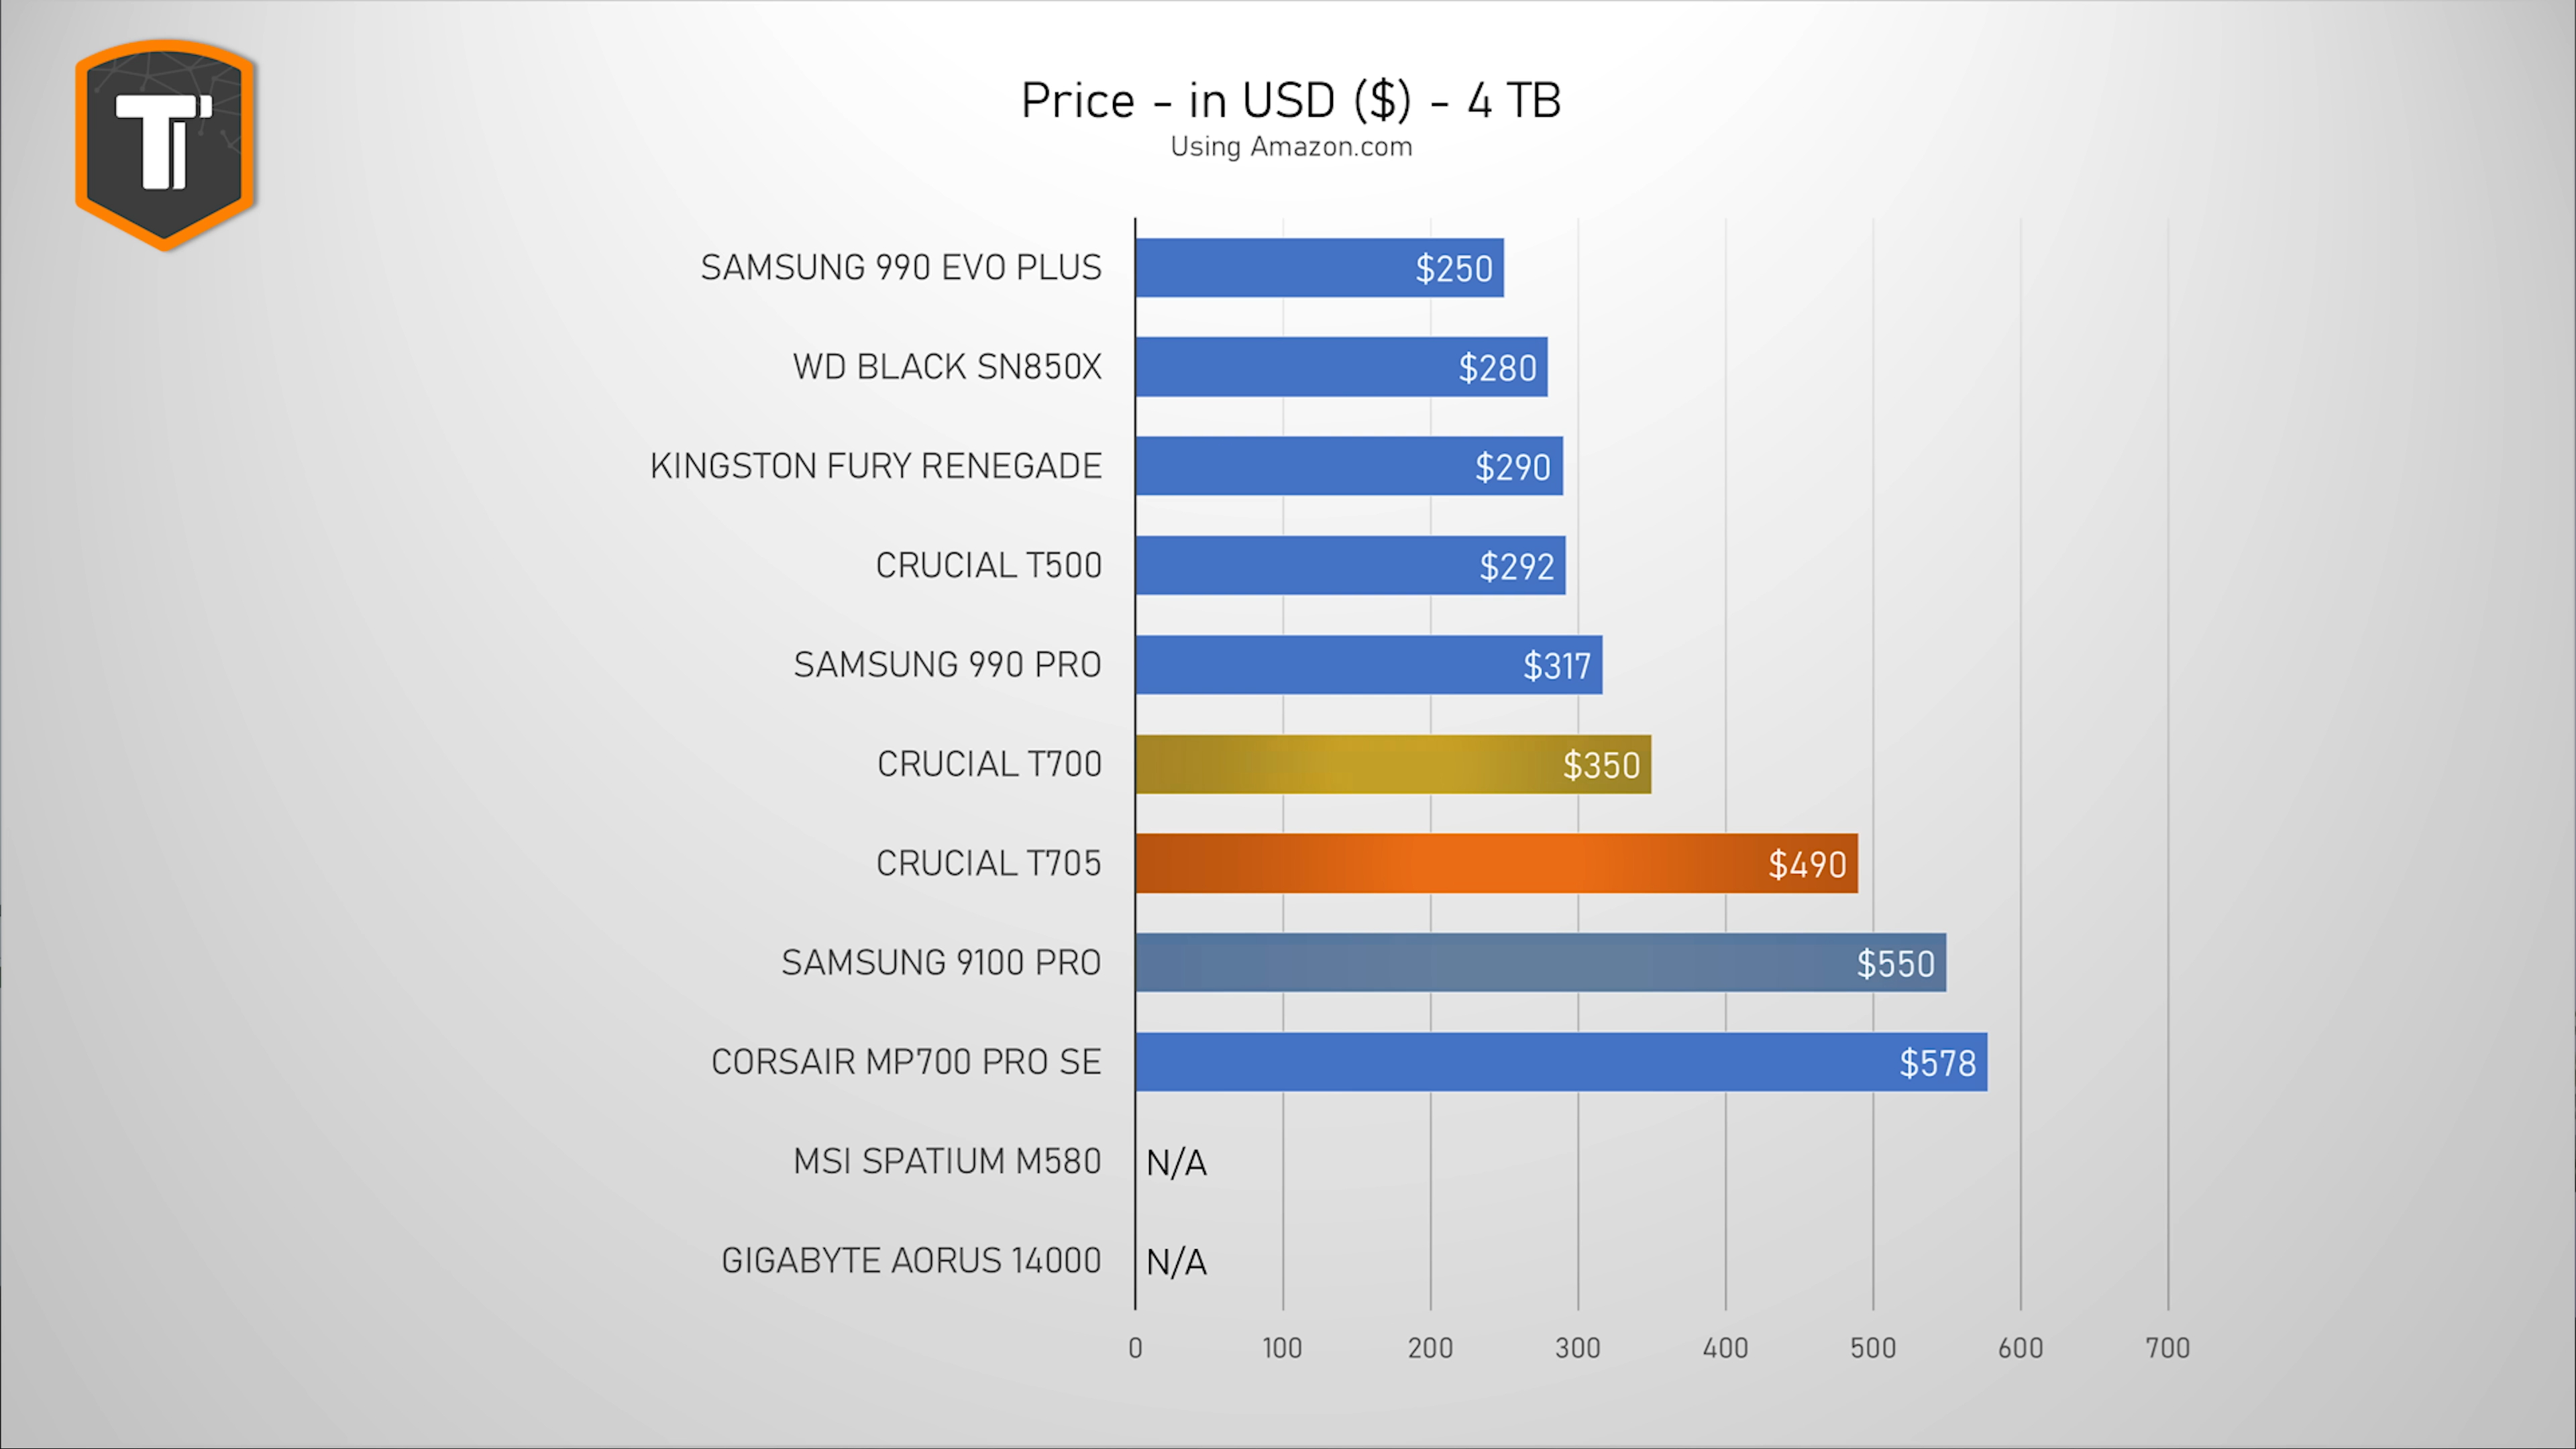 Price - in USD ($) - 4 TB
Using Amazon.com
SAMSUNG 990 EVO PLUS $250
WD BLACK SN850X $280
KINGSTON FURY RENEGADE $290
CRUCIAL T500 $292
SAMSUNG 990 PRO $317
CRUCIAL T700 $350
CRUCIAL T705 $490
SAMSUNG 9100 PRO $550
CORSAIR MP700 PRO SE $578
MSI SPATIUM M580 N/A
GIGABYTE AORUS 14000 N/A
0 100 200 300 400 500 600 700